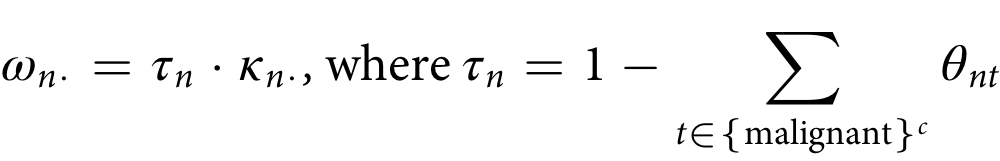 ωₙ. = τₙ · κₙ., where τₙ = 1 − ∑ θₙₜ
t∈{malignant}ᶜ